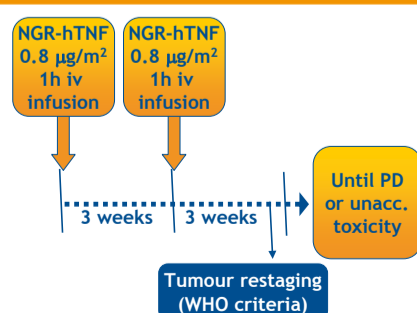 NGR-hTNF
0.8 µg/m²
1h iv
infusion
NGR-hTNF
0.8 µg/m²
1h iv
infusion
3 weeks
3 weeks
Until PD
or unacc.
toxicity
Tumour restaging
(WHO criteria)